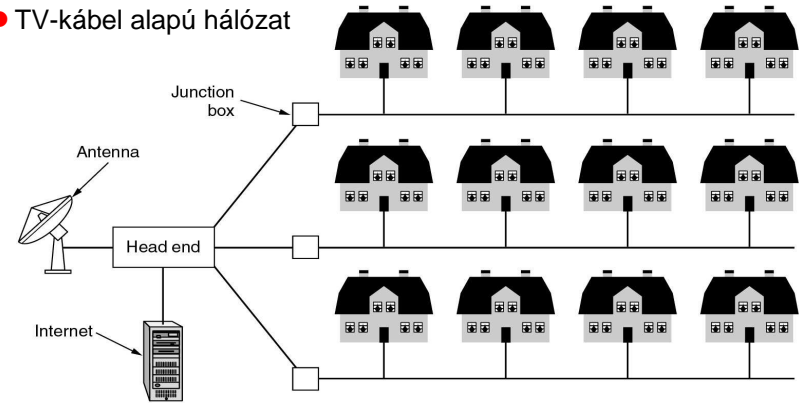 TV-kábel alapú hálózat
Junction
box
Antenna
Head end
Internet